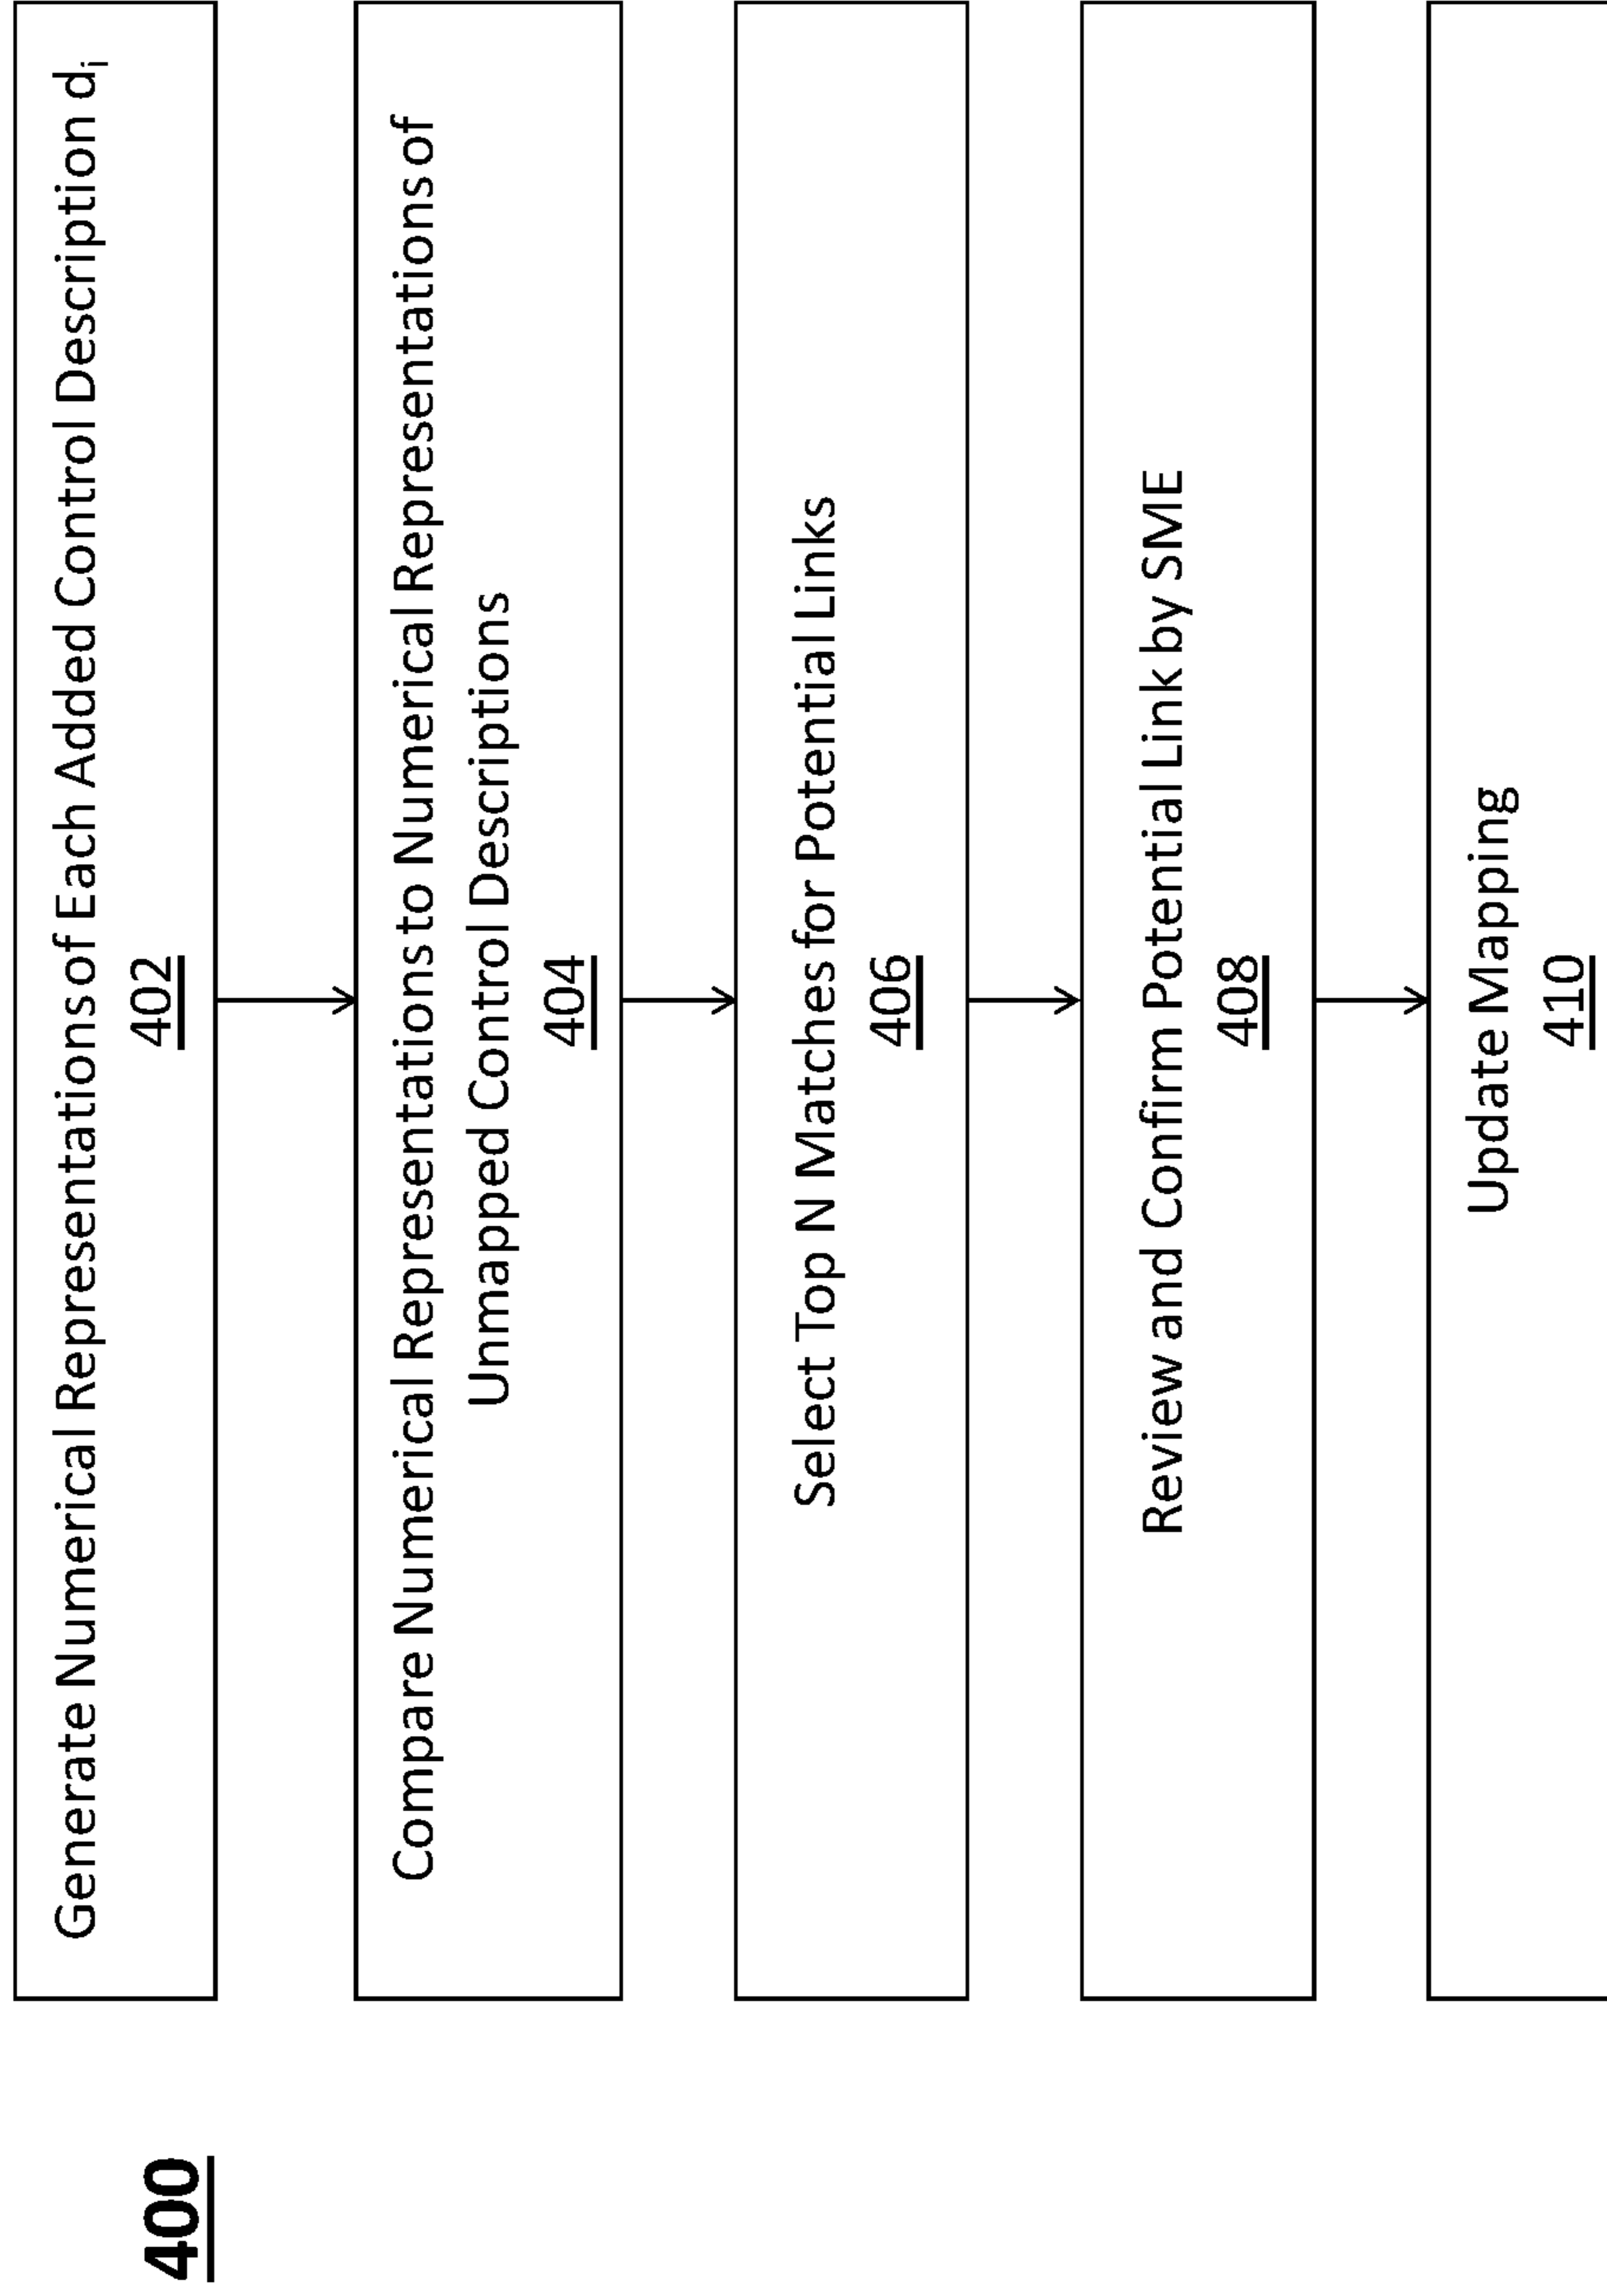 400
Generate Numerical Representations of Each Added Control Description di
402
Compare Numerical Representations to Numerical Representations of
Unmapped Control Descriptions
404
Select Top N Matches for Potential Links
406
Review and Confirm Potential Link by SME
408
Update Mapping
410